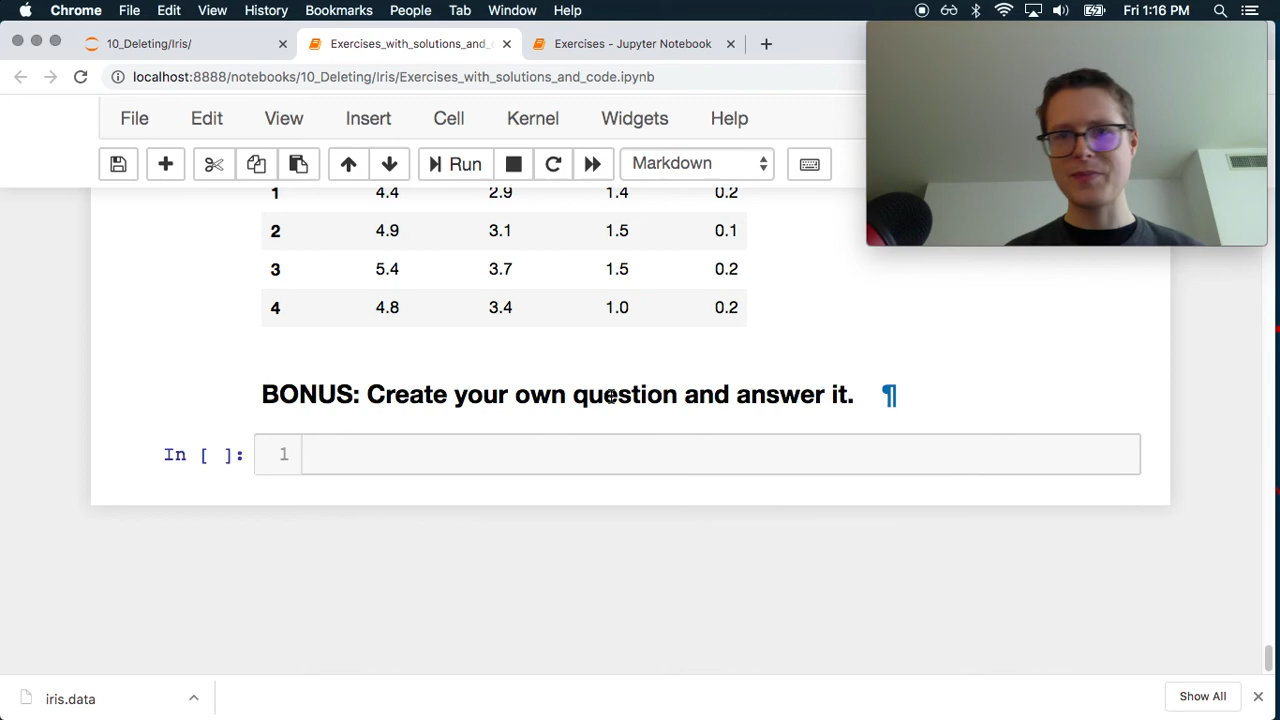 Chrome File Edit View History Bookmarks People Tab Window Help Fri 1:16 PM
10_Deleting/Iris/ Exercises_with_solutions_and_c Exercises - Jupyter Notebook
localhost:8888/notebooks/10_Deleting/Iris/Exercises_with_solutions_and_code.ipynb
File Edit View Insert Cell Kernel Widgets Help
Run Markdown
1 4.4 2.9 1.4 0.2
2 4.9 3.1 1.5 0.1
3 5.4 3.7 1.5 0.2
4 4.8 3.4 1.0 0.2
BONUS: Create your own question and answer it. ¶
In [ ]: 1
iris.data Show All